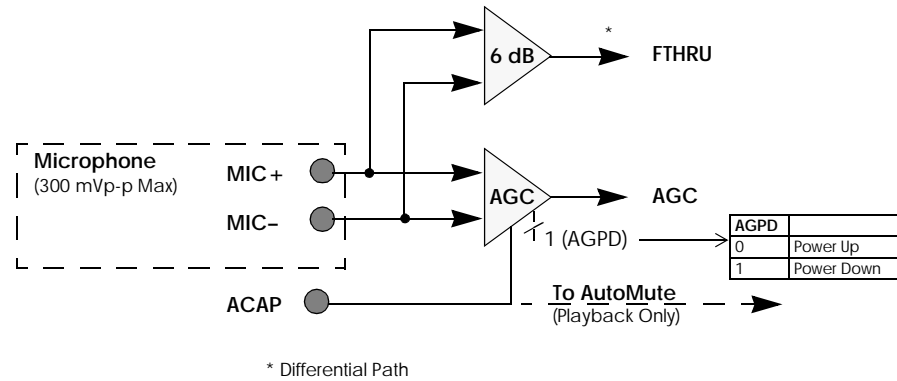 *
6 dB
FTHRU
Microphone
(300 mVp-p Max)
MIC+
MIC–
AGC
AGC
1 (AGPD)
AGPD
0 Power Up
1 Power Down
ACAP
To AutoMute
(Playback Only)
* Differential Path